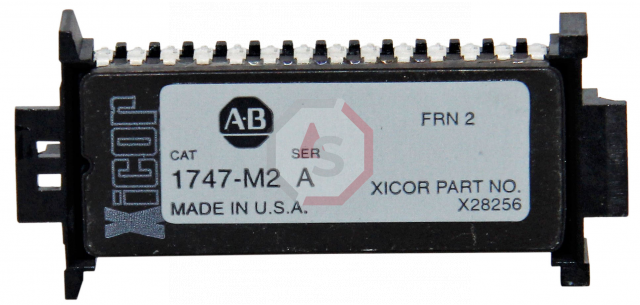 xicor
A-B
FRN 2
CAT SER
1747-M2 A
XICOR PART NO.
MADE IN U.S.A. X28256
S